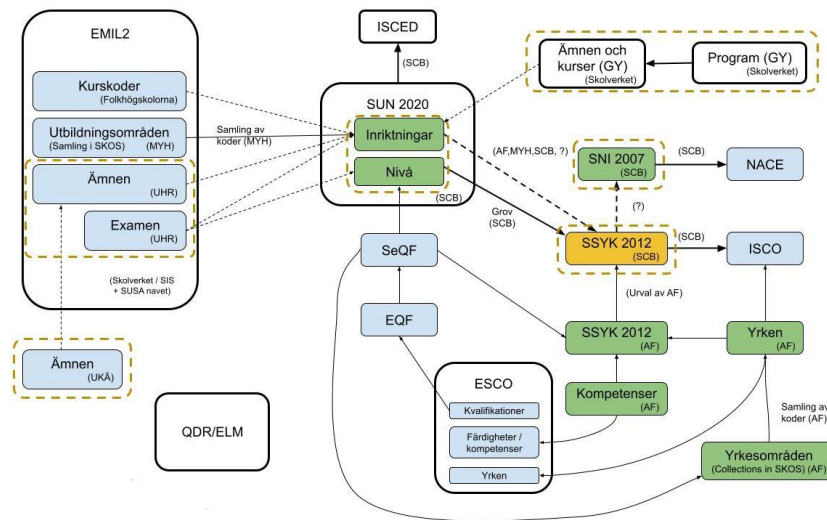 EMIL2
Kurskoder
(Folkhögskolorna)
Utbildningsområden
(Samling i SKOS) (MYH)
Ämnen
(UHR)
Examen
(UHR)
(Skolverket / SIS
+ SUSA navet)
Ämnen
(UKÄ)
QDR/ELM
Samling av
koder (MYH)
ISCED
(SCB)
SUN 2020
Inriktningar
Nivå
(SCB)
SeQF
EQF
ESCO
Kvalifikationer
Färdigheter /
kompetenser
Yrken
Ämnen och
kurser (GY)
(Skolverket)
Program (GY)
(Skolverket)
(AF,MYH,SCB, ?)
SNI 2007
(SCB)
(SCB)
NACE
(?)
Grov
(SCB)
SSYK 2012
(SCB)
(SCB)
ISCO
(Urval av AF)
SSYK 2012
(AF)
Yrken
(AF)
Kompetenser
(AF)
Samling av
koder (AF)
Yrkesområden
(Collections in SKOS) (AF)